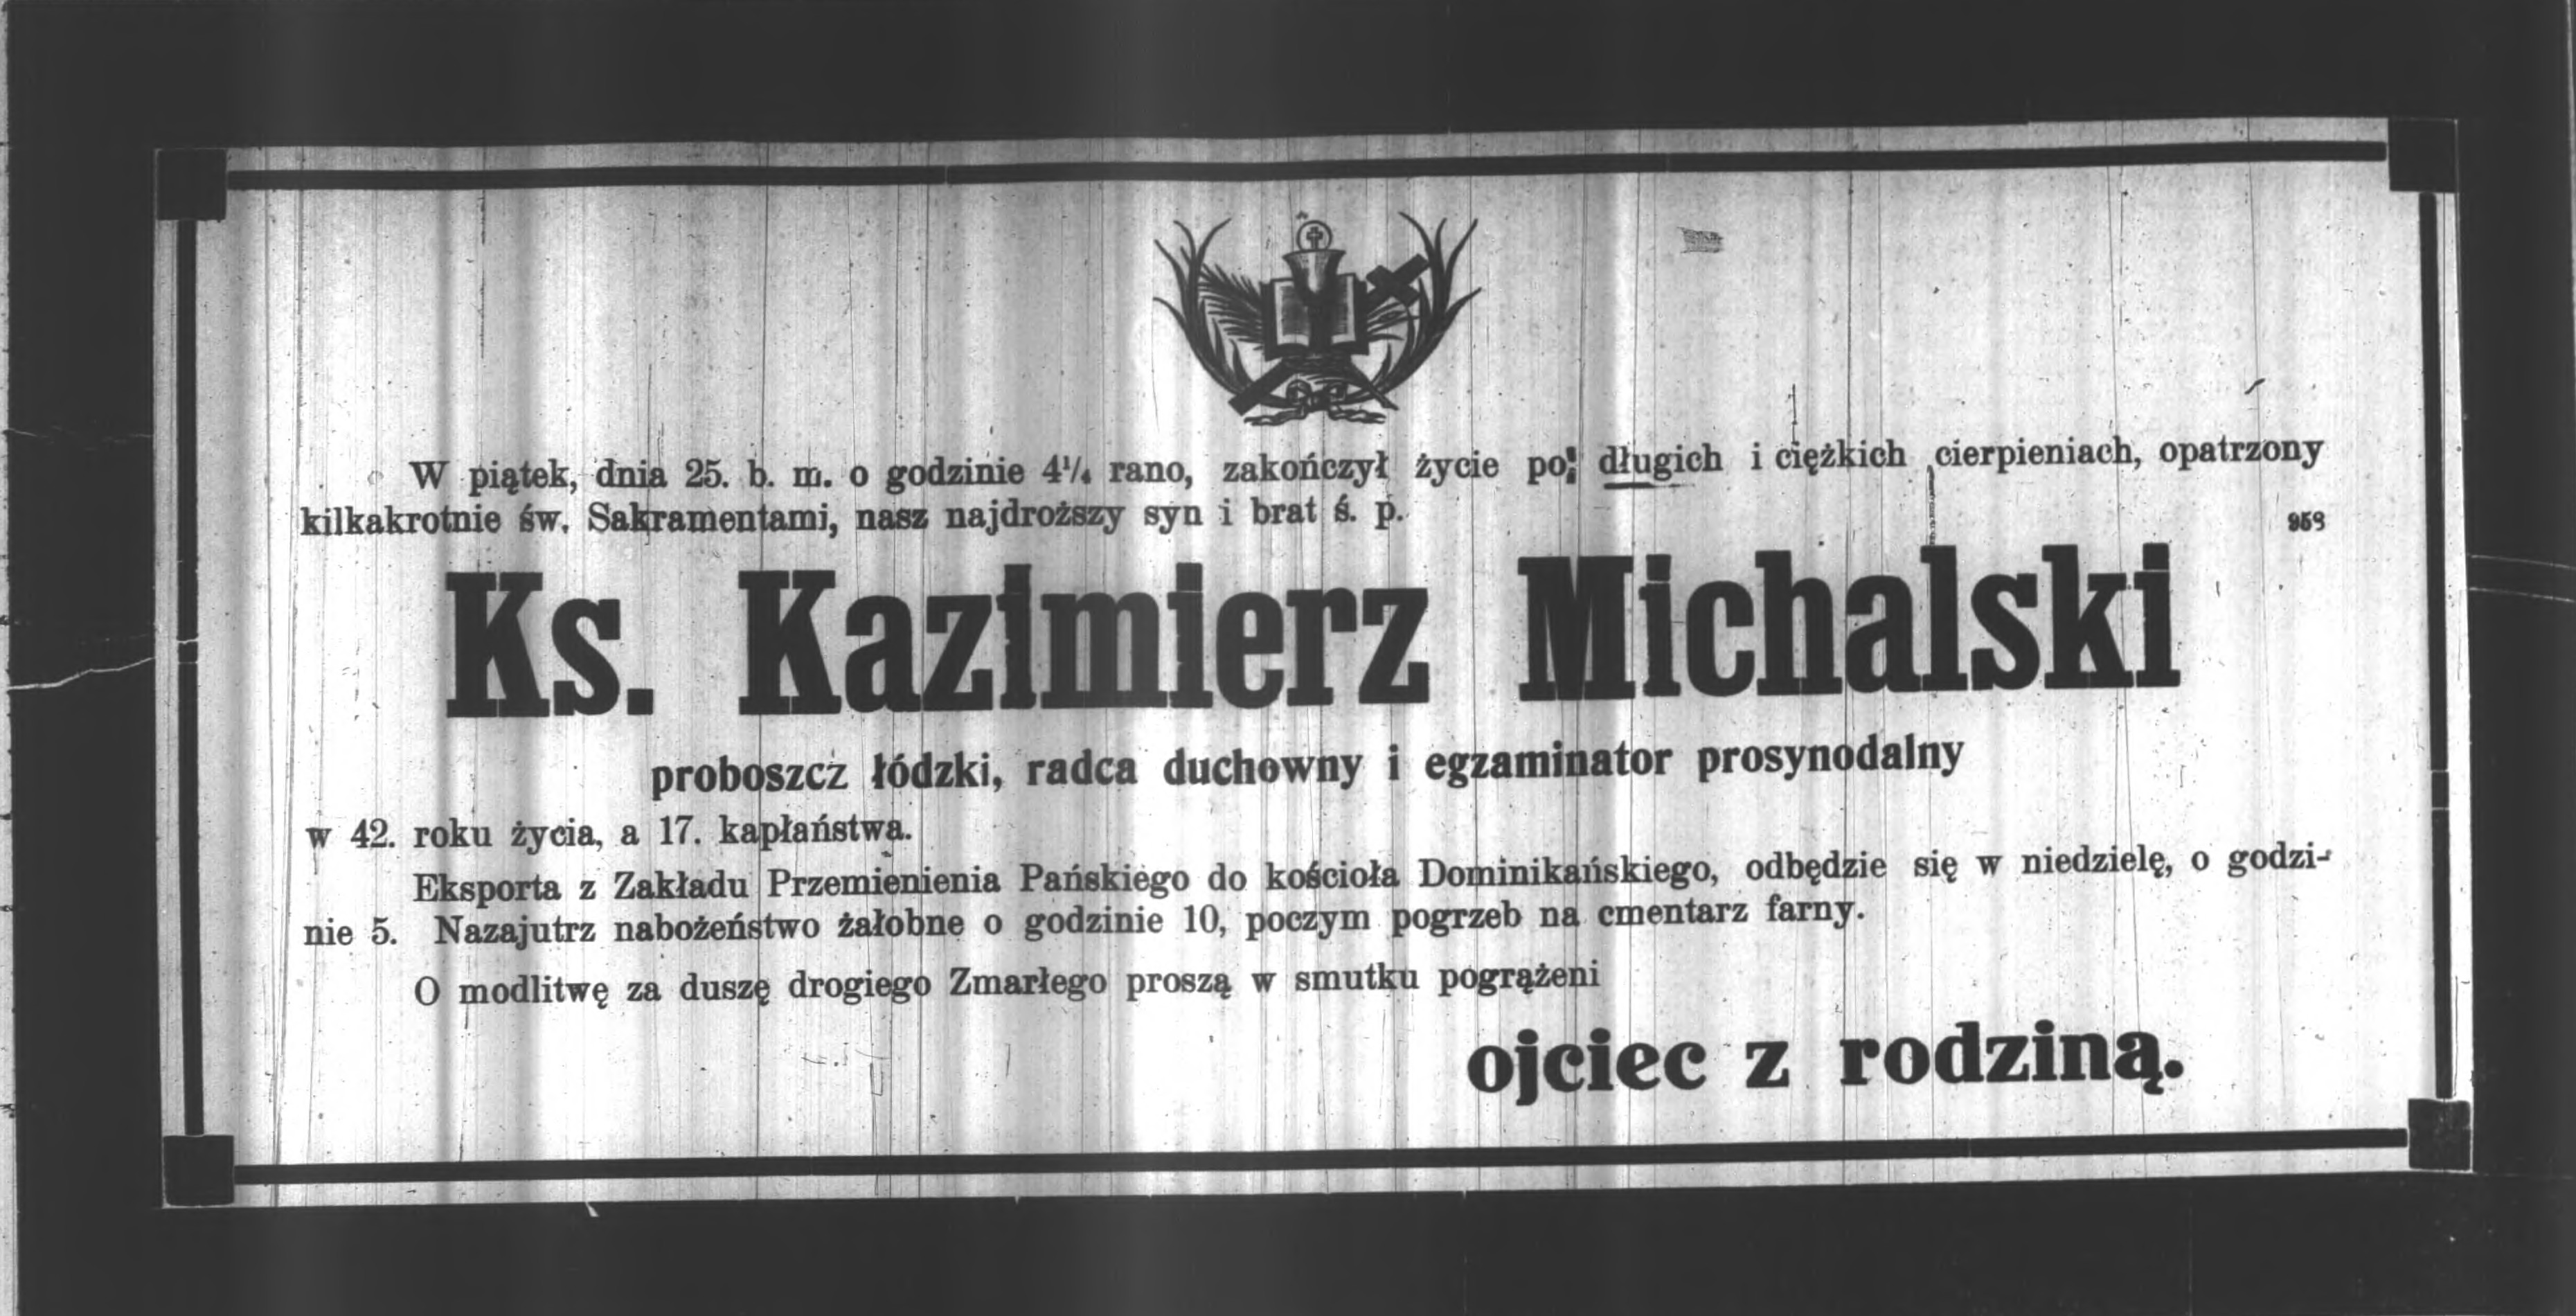 W piątek, dnia 25. b. m. o godzinie 4¼ rano, zakończył życie po długich i ciężkich cierpieniach, opatrzony
kilkakrotnie św. Sakramentami, nasz najdroższy syn i brat ś. p.
Ks. Kazimierz Michalski
proboszcz łódzki, radca duchowny i egzaminator prosynodalny
w 42. roku życia, a 17. kapłaństwa.
Eksporta z Zakładu Przemienienia Pańskiego do kościoła Dominikańskiego, odbędzie się w niedzielę, o godzi-
nie 5. Nazajutrz nabożeństwo żałobne o godzinie 10, poczym pogrzeb na cmentarz farny.
O modlitwę za duszę drogiego Zmarłego proszą w smutku pogrążeni
ojciec z rodziną.